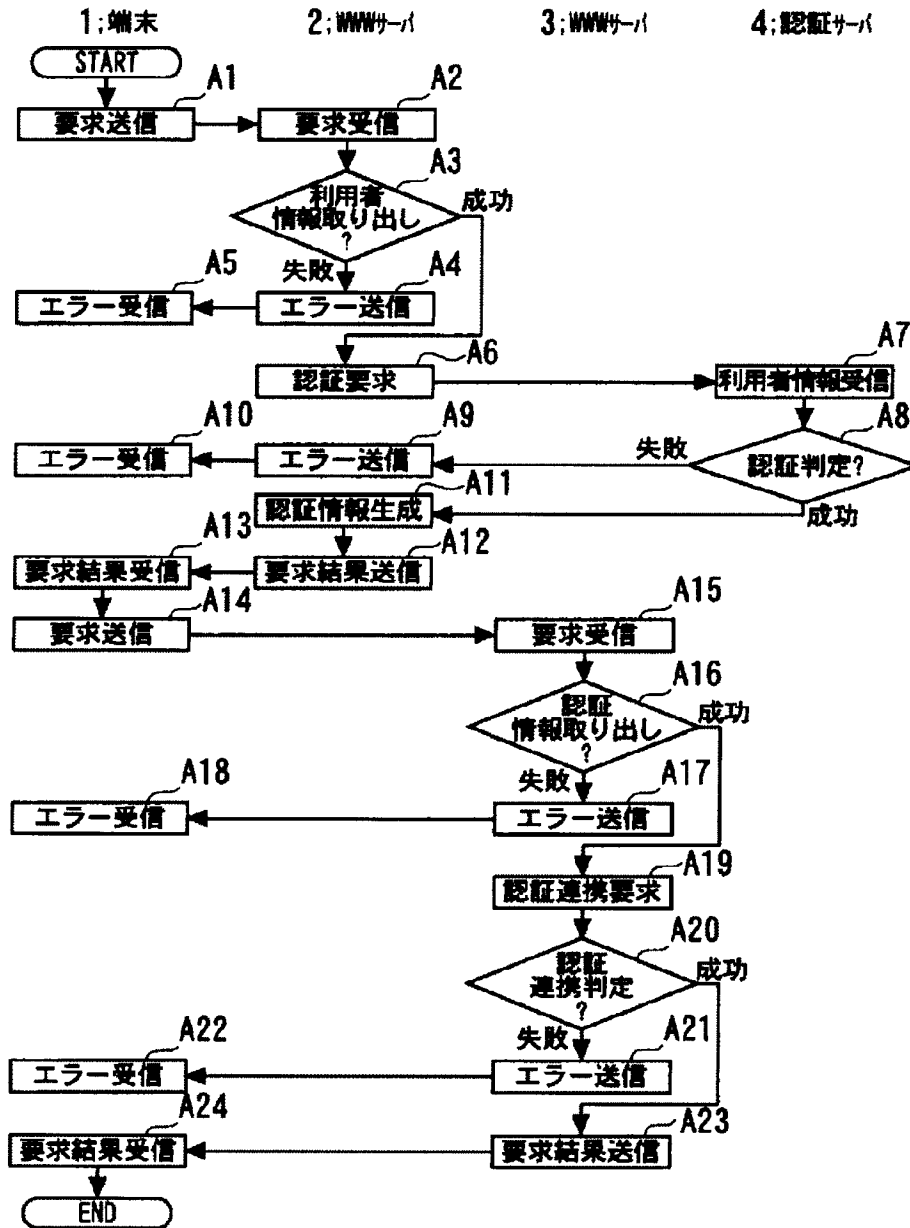 1;端末 2;WWWサーバ 3;WWWサーバ 4;認証サーバ
START
A1 A2
要求送信 要求受信
A3
利用者
情報取り出し
?
成功
失敗
A5 A4
エラー受信 エラー送信
A6 A7
認証要求 利用者情報受信
A10 A9 A8
エラー受信 エラー送信 失敗 認証判定?
A11
認証情報生成 成功
A13 A12
要求結果受信 要求結果送信
A14 A15
要求送信 要求受信
A16
認証
情報取り出し
?
成功
失敗
A18 A17
エラー受信 エラー送信
A19
認証連携要求
A20
認証
連携判定
?
成功
失敗
A22 A21
エラー受信 エラー送信
A24 A23
要求結果受信 要求結果送信
END